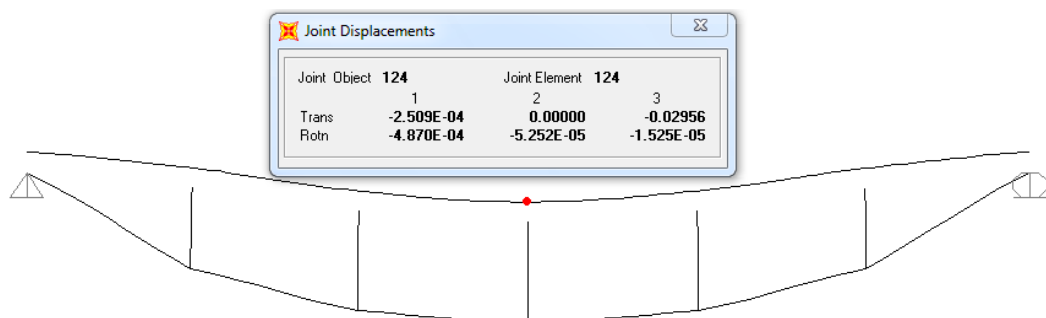 Joint Displacements
Joint Object 124 Joint Element 124
1 2 3
Trans -2.509E-04 0.00000 -0.02956
Rotn -4.870E-04 -5.252E-05 -1.525E-05